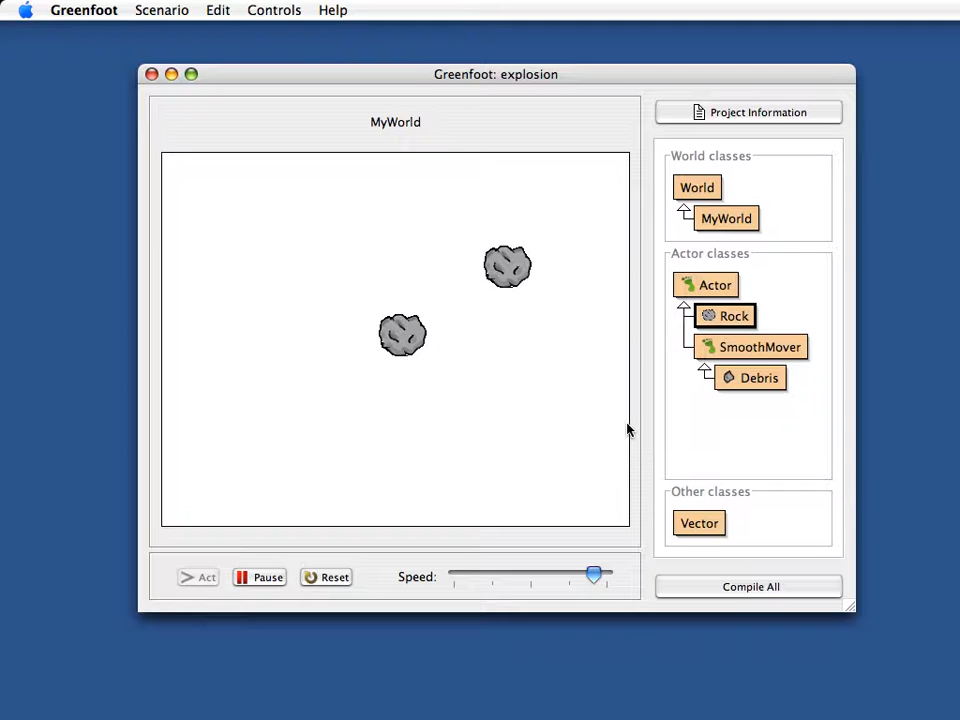 Greenfoot Scenario Edit Controls Help
Greenfoot: explosion
MyWorld
Project Information
World classes
World
MyWorld
Actor classes
Actor
Rock
SmoothMover
Debris
Other classes
Vector
Act Pause Reset Speed:
Compile All